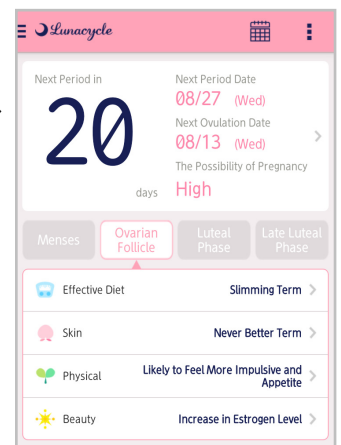 Lunacycle
Next Period in
20
days
Next Period Date
08/27 (Wed)
Next Ovulation Date
08/13 (Wed)
The Possibility of Pregnancy
High
Menses
Ovarian
Follicle
Luteal
Phase
Late Luteal
Phase
Effective Diet
Slimming Term
Skin
Never Better Term
Physical
Likely to Feel More Impulsive and
Appetite
Beauty
Increase in Estrogen Level